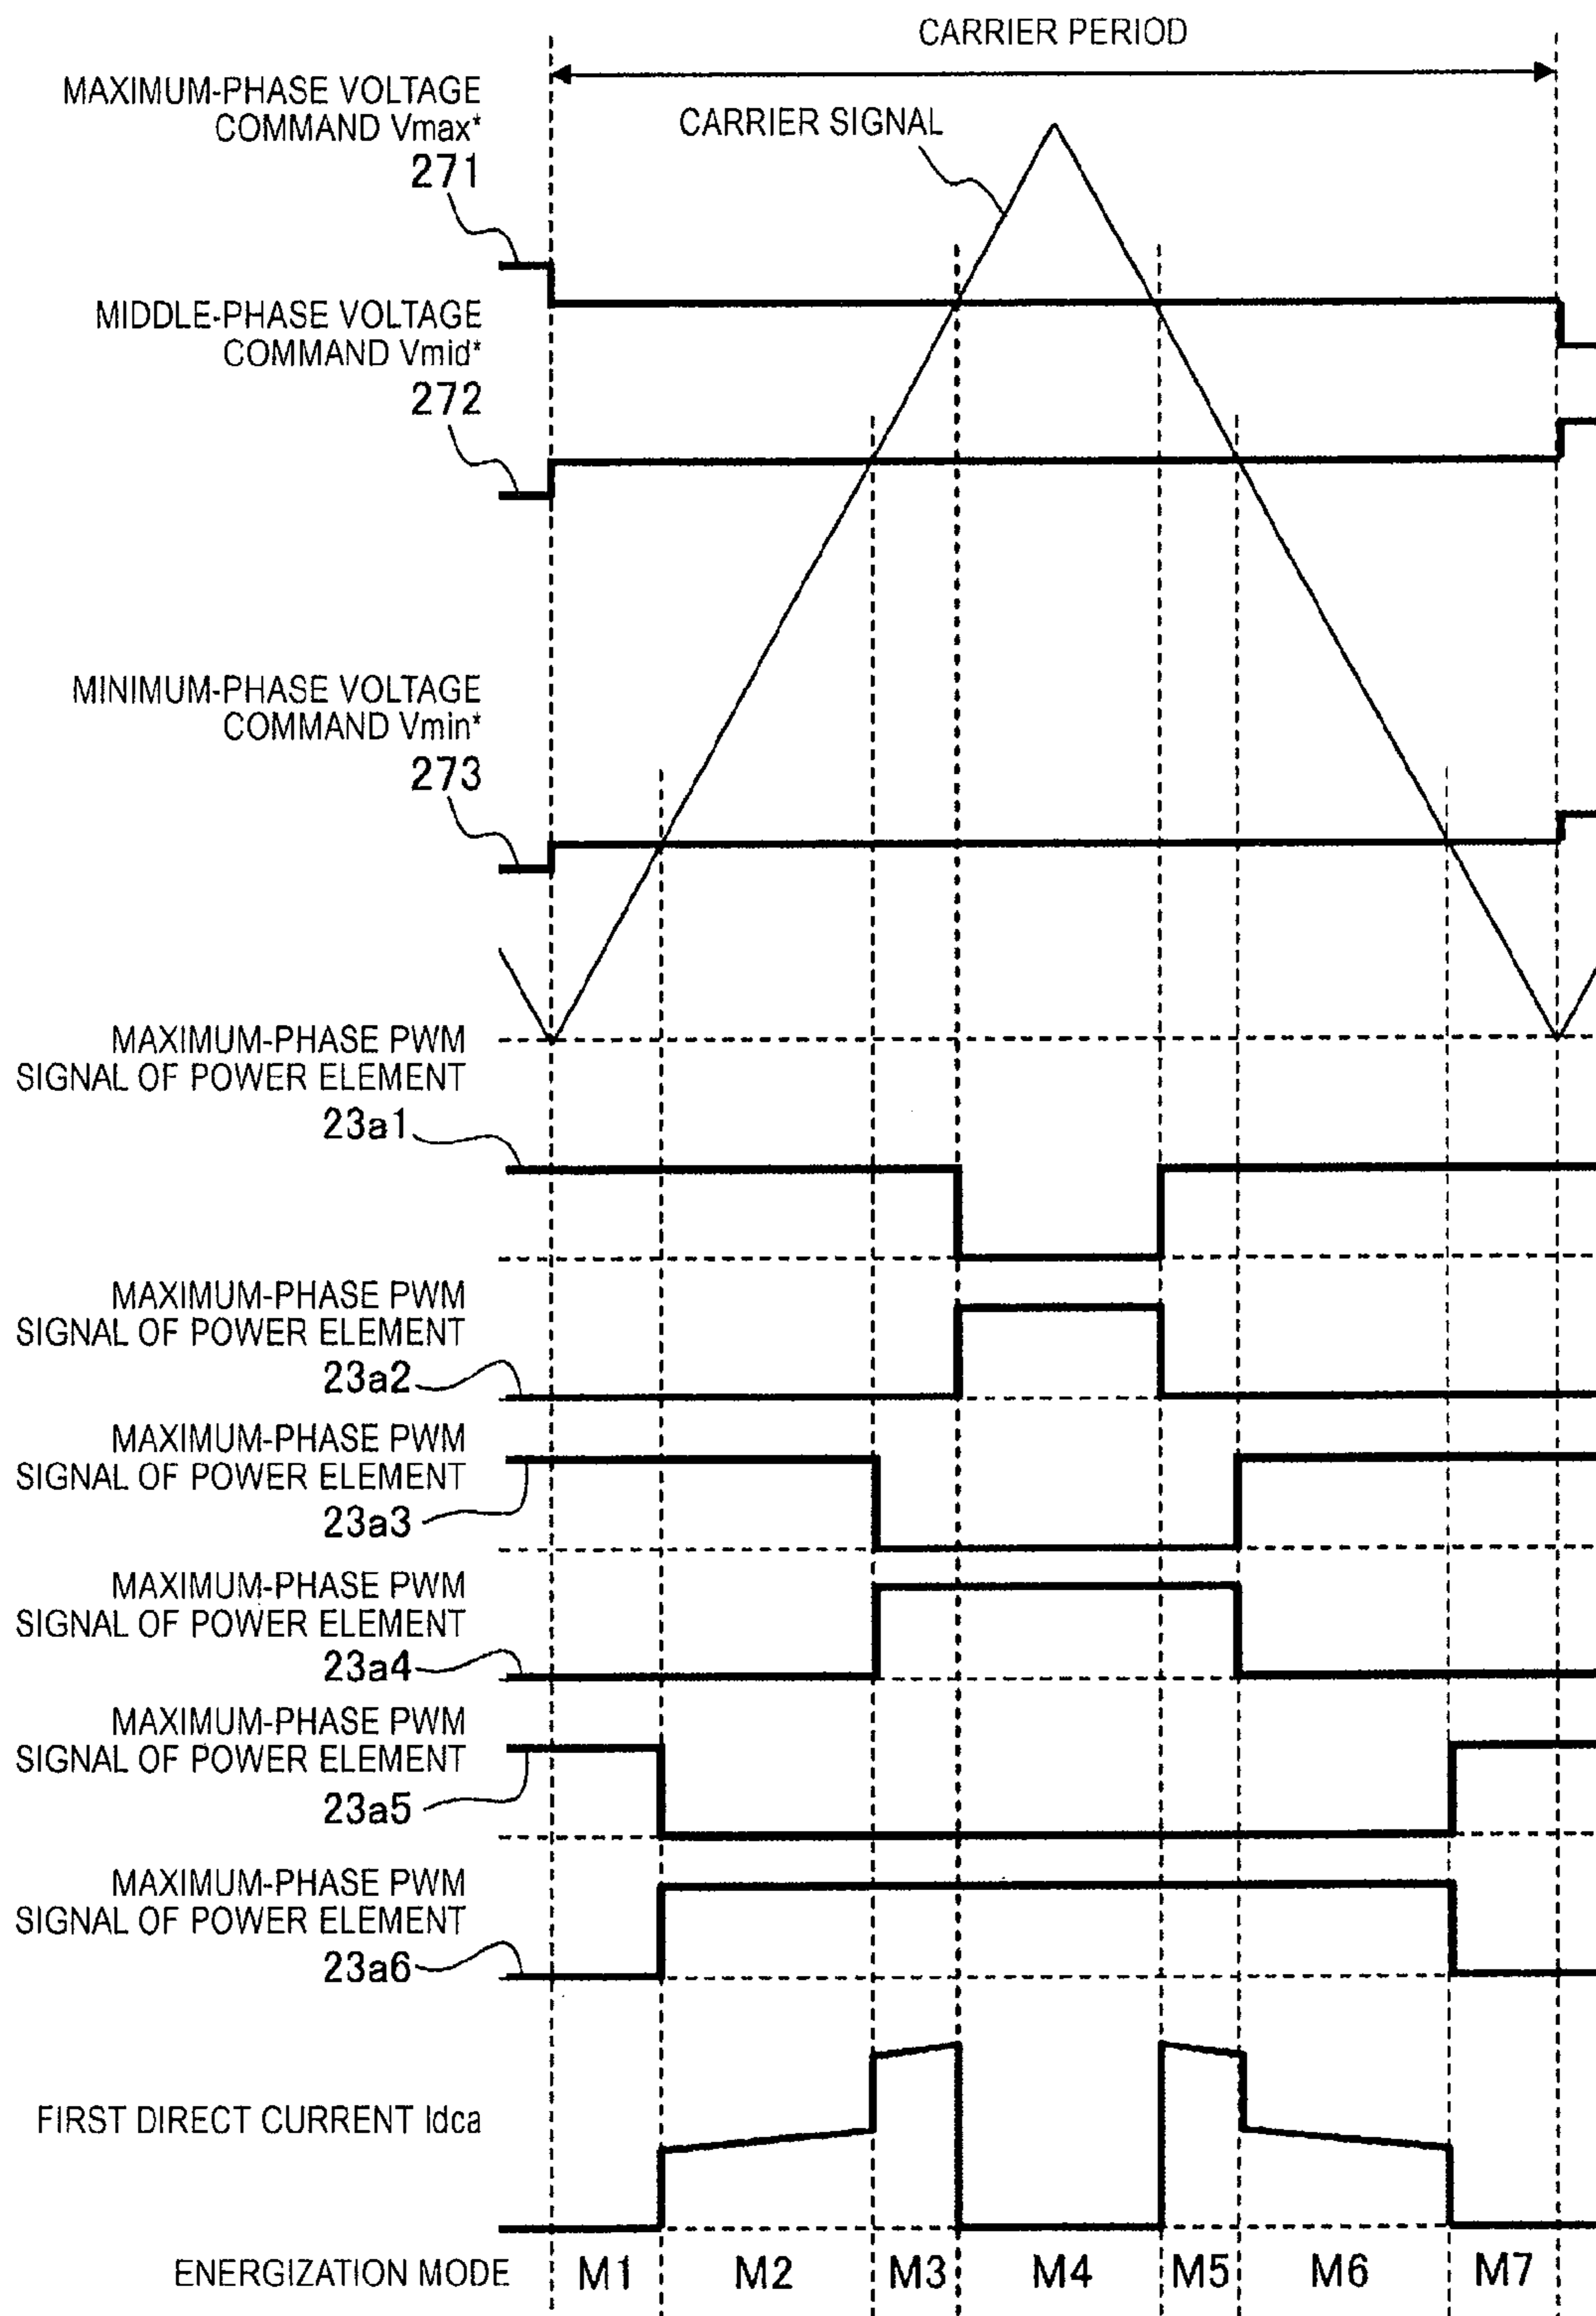 CARRIER PERIOD
MAXIMUM-PHASE VOLTAGE
COMMAND Vmax*
271
CARRIER SIGNAL
MIDDLE-PHASE VOLTAGE
COMMAND Vmid*
272
MINIMUM-PHASE VOLTAGE
COMMAND Vmin*
273
MAXIMUM-PHASE PWM
SIGNAL OF POWER ELEMENT
23a1
MAXIMUM-PHASE PWM
SIGNAL OF POWER ELEMENT
23a2
MAXIMUM-PHASE PWM
SIGNAL OF POWER ELEMENT
23a3
MAXIMUM-PHASE PWM
SIGNAL OF POWER ELEMENT
23a4
MAXIMUM-PHASE PWM
SIGNAL OF POWER ELEMENT
23a5
MAXIMUM-PHASE PWM
SIGNAL OF POWER ELEMENT
23a6
FIRST DIRECT CURRENT Idca
ENERGIZATION MODE M1 M2 M3 M4 M5 M6 M7